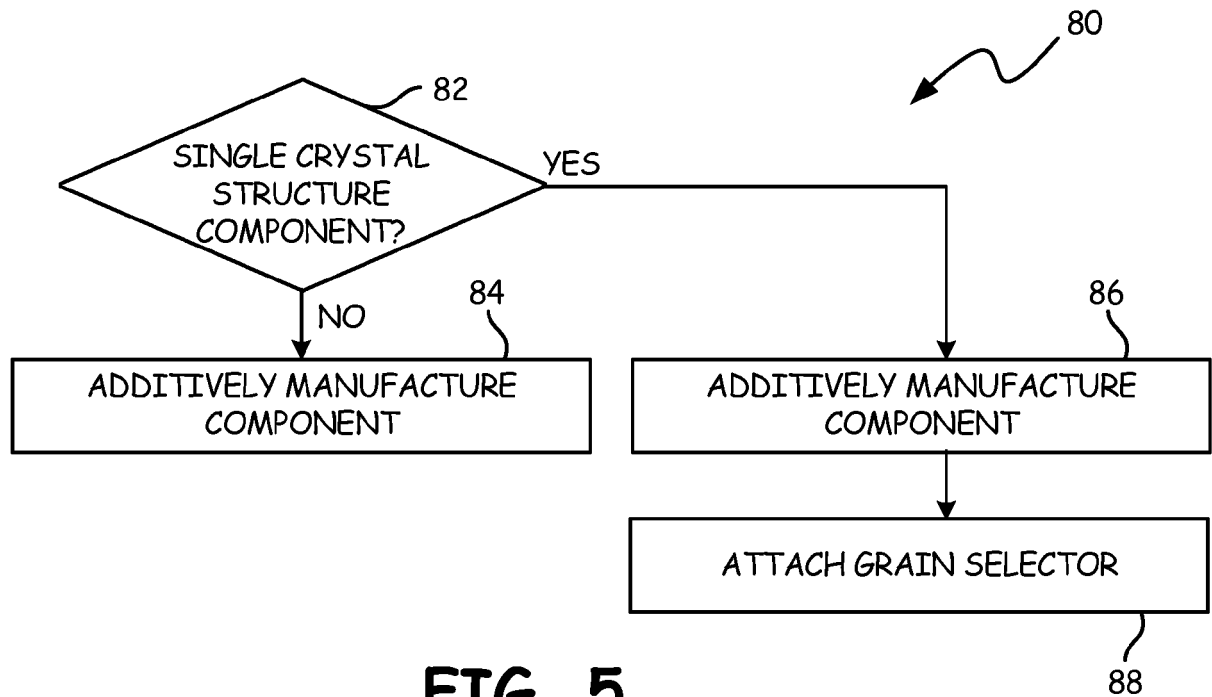 80
82
SINGLE CRYSTAL
STRUCTURE
COMPONENT?
YES
NO
84
86
ADDITIVELY MANUFACTURE
COMPONENT
ADDITIVELY MANUFACTURE
COMPONENT
ATTACH GRAIN SELECTOR
88
FIG. 5